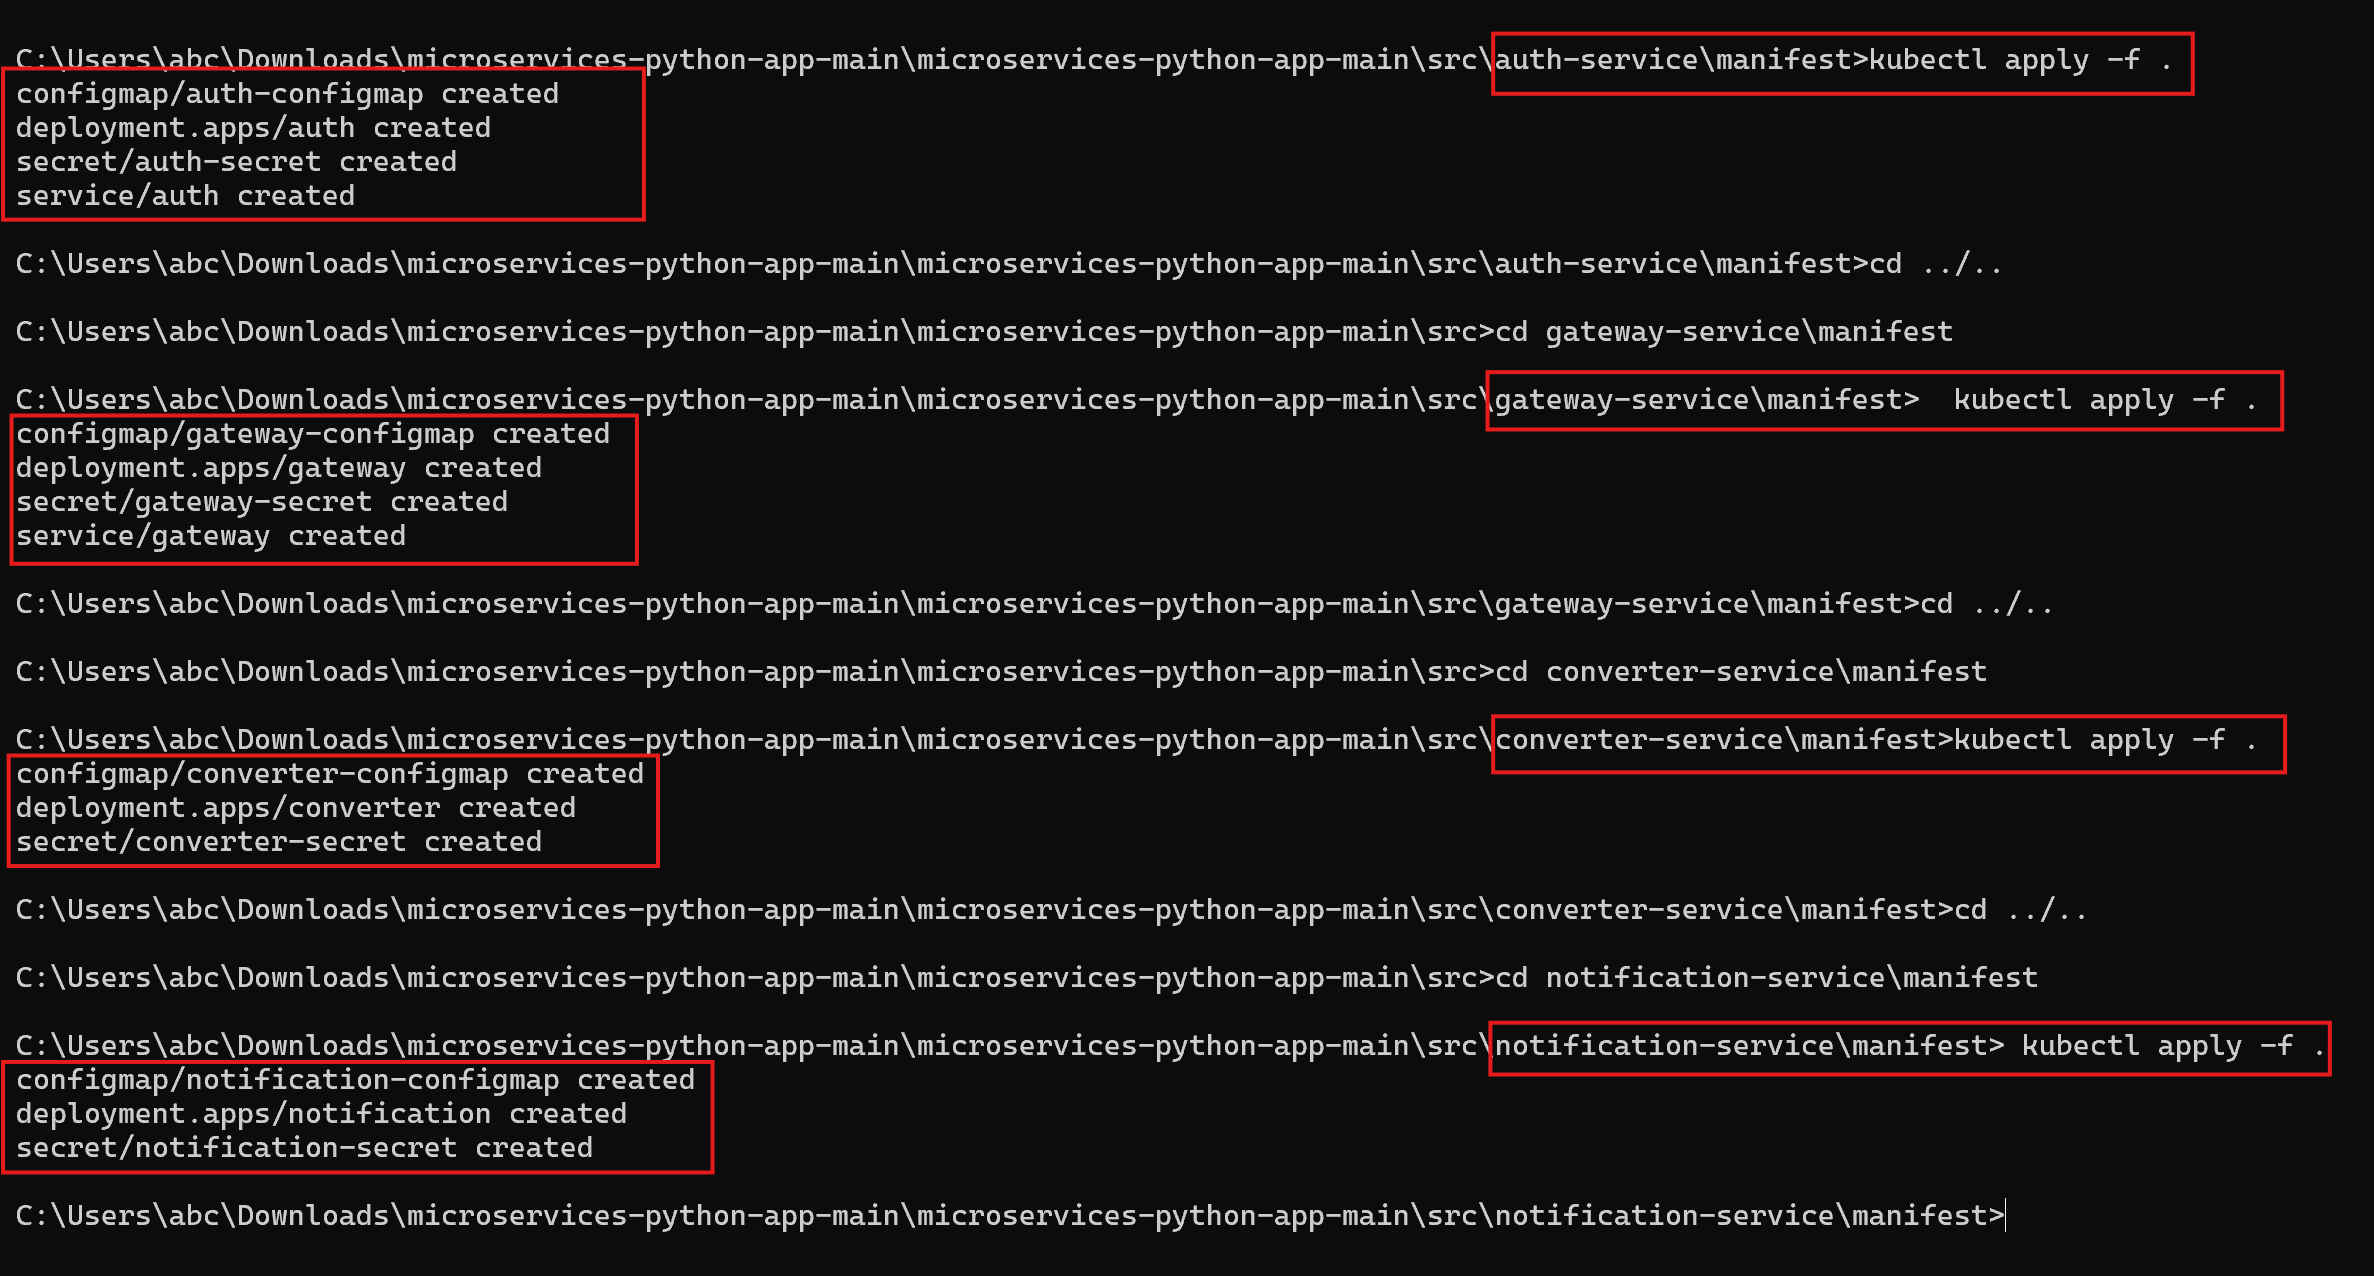 C:\Users\abc\Downloads\microservices-python-app-main\microservices-python-app-main\src\auth-service\manifest>kubectl apply -f .
configmap/auth-configmap created
deployment.apps/auth created
secret/auth-secret created
service/auth created
C:\Users\abc\Downloads\microservices-python-app-main\microservices-python-app-main\src\auth-service\manifest>cd ../..
C:\Users\abc\Downloads\microservices-python-app-main\microservices-python-app-main\src>cd gateway-service\manifest
C:\Users\abc\Downloads\microservices-python-app-main\microservices-python-app-main\src\gateway-service\manifest>  kubectl apply -f .
configmap/gateway-configmap created
deployment.apps/gateway created
secret/gateway-secret created
service/gateway created
C:\Users\abc\Downloads\microservices-python-app-main\microservices-python-app-main\src\gateway-service\manifest>cd ../..
C:\Users\abc\Downloads\microservices-python-app-main\microservices-python-app-main\src>cd converter-service\manifest
C:\Users\abc\Downloads\microservices-python-app-main\microservices-python-app-main\src\converter-service\manifest>kubectl apply -f .
configmap/converter-configmap created
deployment.apps/converter created
secret/converter-secret created
C:\Users\abc\Downloads\microservices-python-app-main\microservices-python-app-main\src\converter-service\manifest>cd ../..
C:\Users\abc\Downloads\microservices-python-app-main\microservices-python-app-main\src>cd notification-service\manifest
C:\Users\abc\Downloads\microservices-python-app-main\microservices-python-app-main\src\notification-service\manifest> kubectl apply -f .
configmap/notification-configmap created
deployment.apps/notification created
secret/notification-secret created
C:\Users\abc\Downloads\microservices-python-app-main\microservices-python-app-main\src\notification-service\manifest>